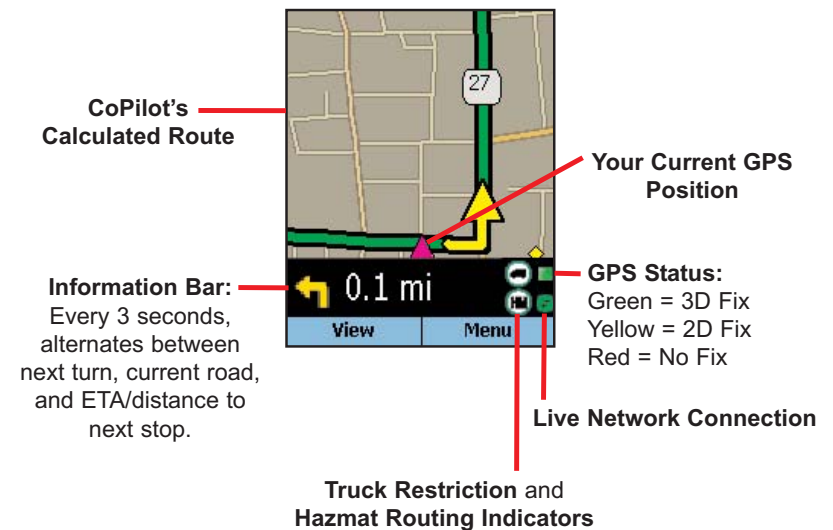 CoPilot's
Calculated Route
27
Your Current GPS
Position
Information Bar:
Every 3 seconds,
alternates between
next turn, current road,
and ETA/distance to
next stop.
0.1 mi
HM
View
Menu
GPS Status:
Green = 3D Fix
Yellow = 2D Fix
Red = No Fix
Live Network Connection
Truck Restriction and
Hazmat Routing Indicators